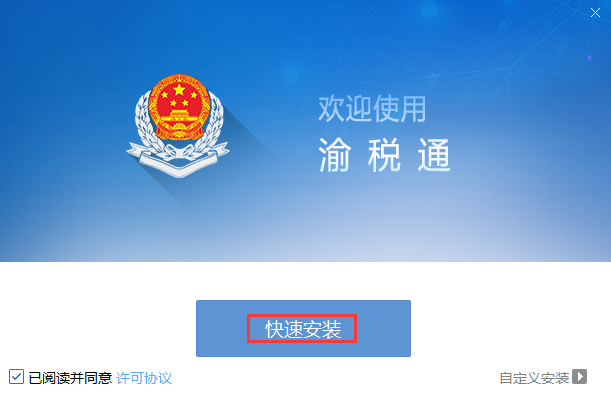 欢迎使用
渝税通
快速安装
已阅读并同意 许可协议
自定义安装